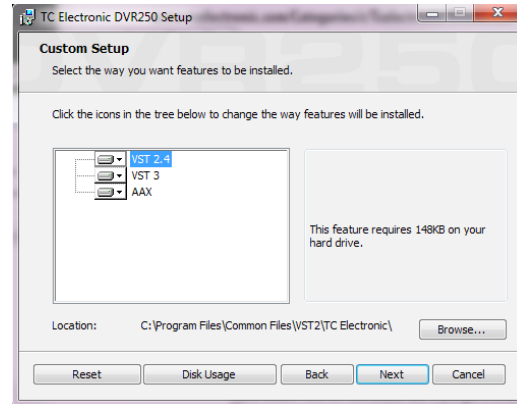 TC Electronic DVR250 Setup
Custom Setup
Select the way you want features to be installed.
DVR250
Click the icons in the tree below to change the way features will be installed.
VST 2.4
VST 3
AAX
This feature requires 148KB on your
hard drive.
Location: C:\Program Files\Common Files\VST2\TC Electronic\ Browse...
Reset Disk Usage Back Next Cancel